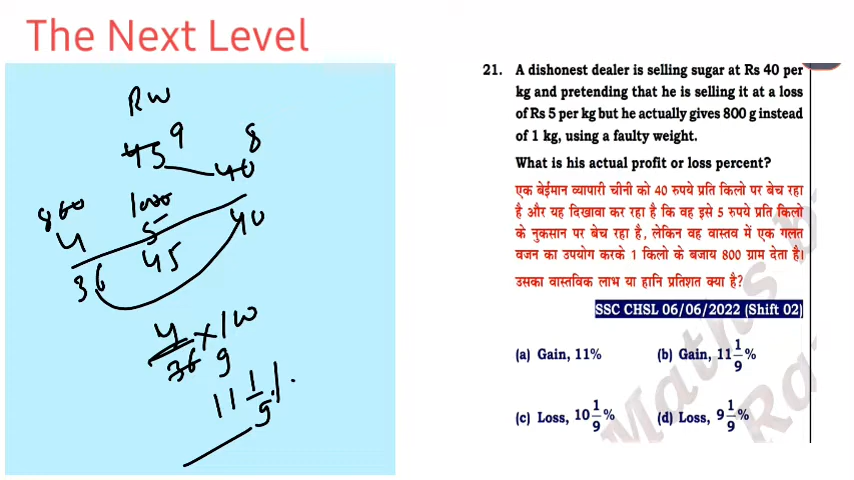 The Next Level
RW
45 9 40 8
800 1000
4 5
36 45 40
4/36 × 100
9
11 1/9 %
21. A dishonest dealer is selling sugar at Rs 40 per
kg and pretending that he is selling it at a loss
of Rs 5 per kg but he actually gives 800 g instead
of 1 kg, using a faulty weight.
What is his actual profit or loss percent?
एक बेईमान व्यापारी चीनी को 40 रुपये प्रति किलो पर बेच रहा
है और यह दिखावा कर रहा है कि वह इसे 5 रुपये प्रति किलो
के नुकसान पर बेच रहा है, लेकिन वह वास्तव में एक गलत
वजन का उपयोग करके 1 किलो के बजाय 800 ग्राम देता है।
उसका वास्तविक लाभ या हानि प्रतिशत क्या है?
SSC CHSL 06/06/2022 (Shift 02)
(a) Gain, 11% (b) Gain, 11 1/9 %
(c) Loss, 10 1/9 % (d) Loss, 9 1/9 %
Maths b
Ra